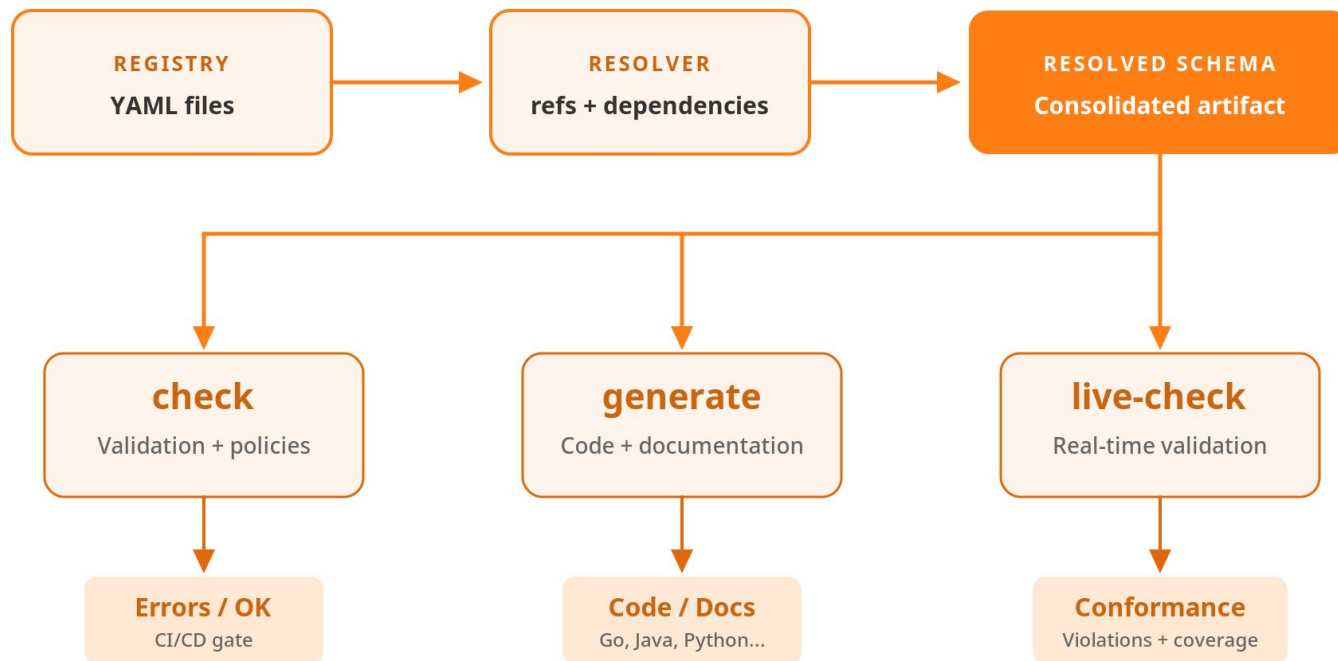 REGISTRY
YAML files
RESOLVER
refs + dependencies
RESOLVED SCHEMA
Consolidated artifact
check
Validation + policies
generate
Code + documentation
live-check
Real-time validation
Errors / OK
CI/CD gate
Code / Docs
Go, Java, Python...
Conformance
Violations + coverage